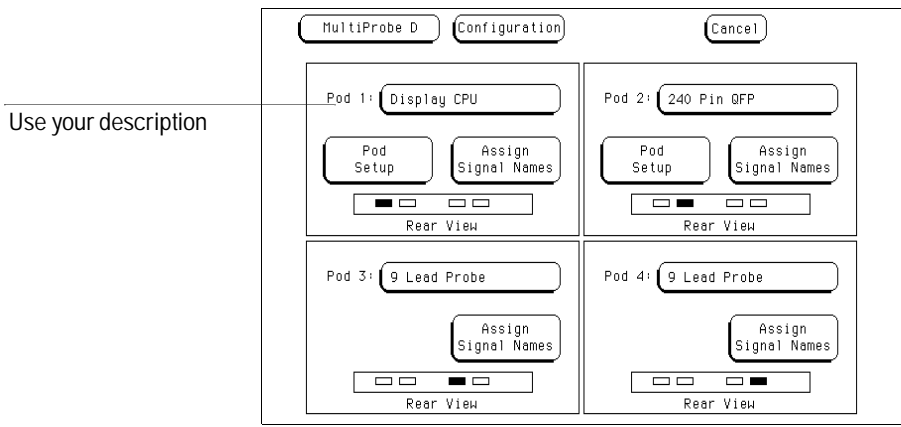 MultiProbe D Configuration Cancel
Use your description
Pod 1: Display CPU
Pod Setup
Assign Signal Names
Rear View
Pod 2: 240 Pin QFP
Pod Setup
Assign Signal Names
Rear View
Pod 3: 9 Lead Probe
Assign Signal Names
Rear View
Pod 4: 9 Lead Probe
Assign Signal Names
Rear View